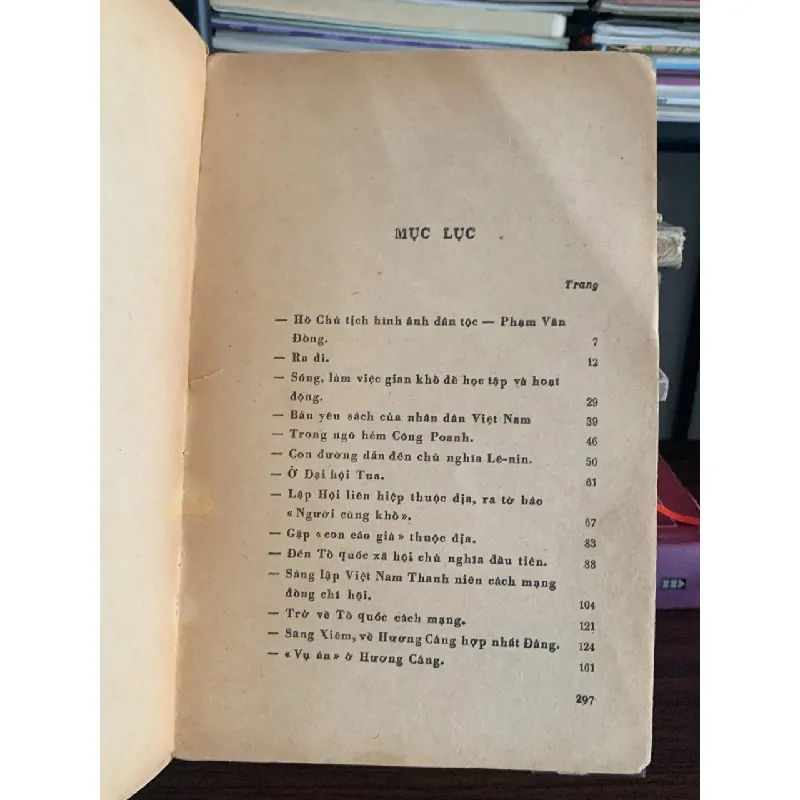 MỤC LỤC
Trang
— Hồ Chủ tịch hình ảnh dân tộc — Phạm Văn
Đồng. 7
— Ra đi. 12
— Sống, làm việc gian khổ để học tập và hoạt
động. 29
— Bản yêu sách của nhân dân Việt Nam 39
— Trong ngõ hẻm Công Poanh. 46
— Con đường dẫn đến chủ nghĩa Lê-nin. 50
— Ở Đại hội Tua. 61
— Lập Hội liên hiệp thuộc địa, ra tờ báo
«Người cùng khổ». 67
— Gặp «con cáo già» thuộc địa. 83
— Đến Tổ quốc xã hội chủ nghĩa đầu tiên. 88
— Sáng lập Việt Nam Thanh niên cách mạng
đồng chí hội. 104
— Trở về Tổ quốc cách mạng. 121
— Sang Xiêm, về Hương Cảng hợp nhất Đảng. 124
— «Vụ án» ở Hương Cảng. 161
297